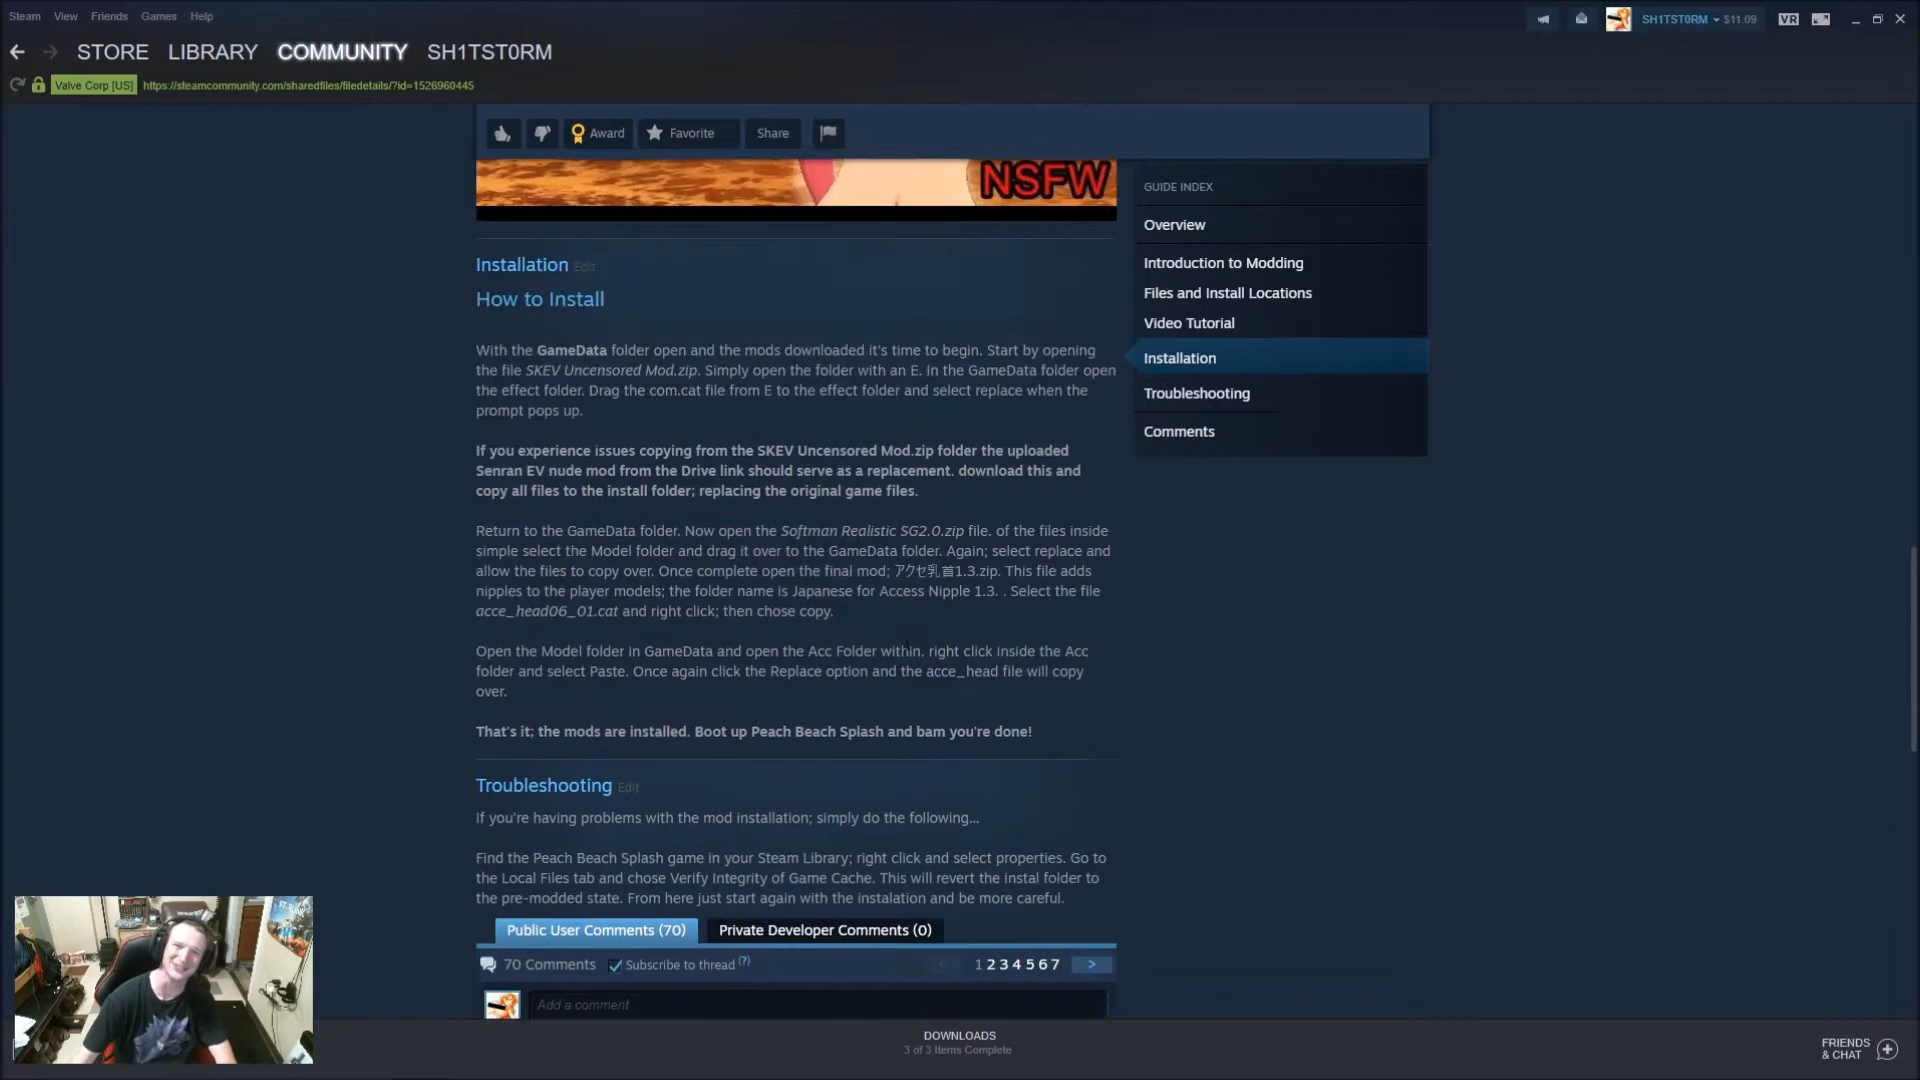 Steam View Friends Games Help
SH1TST0RM $11.09 VR
STORE LIBRARY COMMUNITY SH1TST0RM
Valve Corp [US] https://steamcommunity.com/sharedfiles/filedetails/?id=1526960445
Award Favorite Share
NSFW
Installation Edit
How to Install
With the GameData folder open and the mods downloaded it's time to begin. Start by opening
the file SKEV Uncensored Mod.zip. Simply open the folder with an E. In the GameData folder open
the effect folder. Drag the com.cat file from E to the effect folder and select replace when the
prompt pops up.
If you experience issues copying from the SKEV Uncensored Mod.zip folder the uploaded
Senran EV nude mod from the Drive link should serve as a replacement. download this and
copy all files to the install folder; replacing the original game files.
Return to the GameData folder. Now open the Softman Realistic SG2.0.zip file. of the files inside
simple select the Model folder and drag it over to the GameData folder. Again; select replace and
allow the files to copy over. Once complete open the final mod; アクセ乳首1.3.zip. This file adds
nipples to the player models; the folder name is Japanese for Access Nipple 1.3. . Select the file
acce_head06_01.cat and right click; then chose copy.
Open the Model folder in GameData and open the Acc Folder within. right click inside the Acc
folder and select Paste. Once again click the Replace option and the acce_head file will copy
over.
That's it; the mods are installed. Boot up Peach Beach Splash and bam you're done!
Troubleshooting Edit
If you're having problems with the mod installation; simply do the following...
Find the Peach Beach Splash game in your Steam Library; right click and select properties. Go to
the Local Files tab and chose Verify Integrity of Game Cache. This will revert the instal folder to
the pre-modded state. From here just start again with the instalation and be more careful.
Public User Comments (70) Private Developer Comments (0)
70 Comments Subscribe to thread (?) 1 2 3 4 5 6 7 >
Add a comment
GUIDE INDEX
Overview
Introduction to Modding
Files and Install Locations
Video Tutorial
Installation
Troubleshooting
Comments
DOWNLOADS
3 of 3 Items Complete
FRIENDS
& CHAT